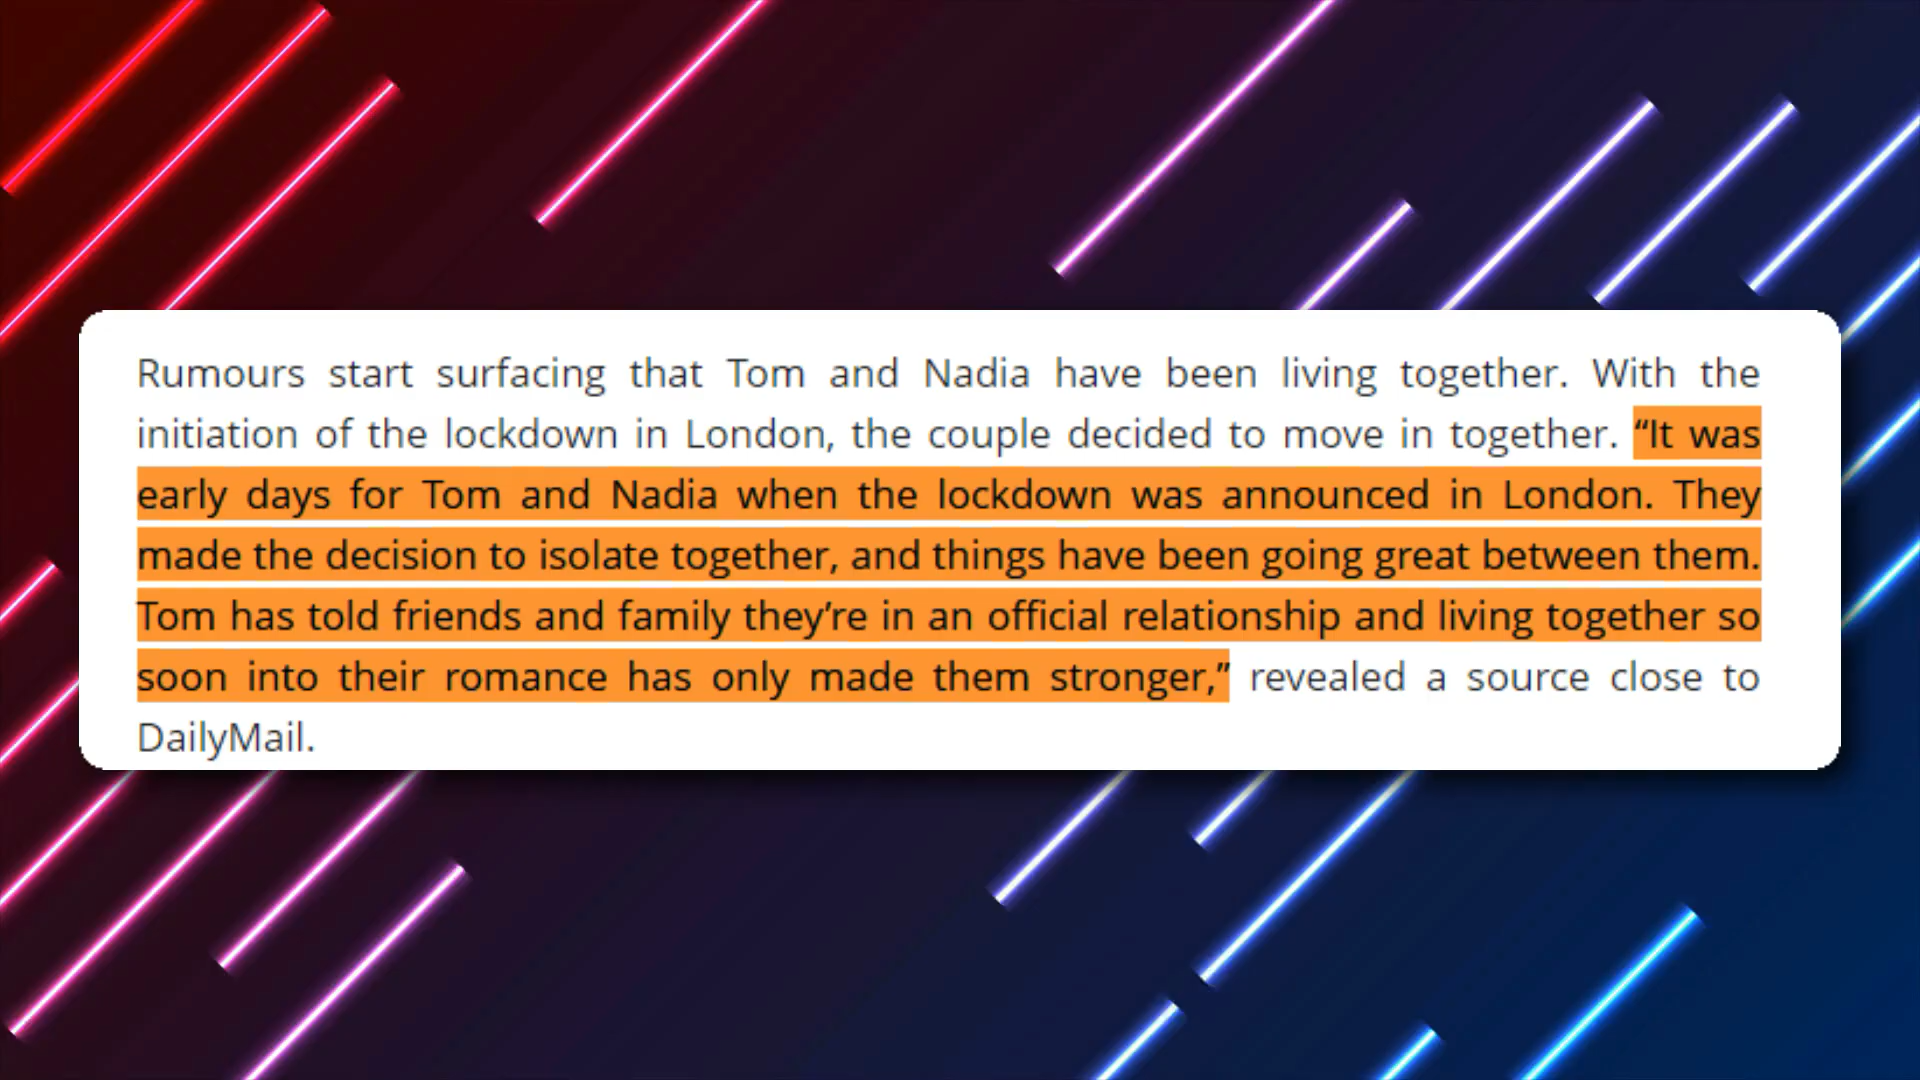 Rumours start surfacing that Tom and Nadia have been living together. With the
initiation of the lockdown in London, the couple decided to move in together. “It was
early days for Tom and Nadia when the lockdown was announced in London. They
made the decision to isolate together, and things have been going great between them.
Tom has told friends and family they’re in an official relationship and living together so
soon into their romance has only made them stronger,” revealed a source close to
DailyMail.